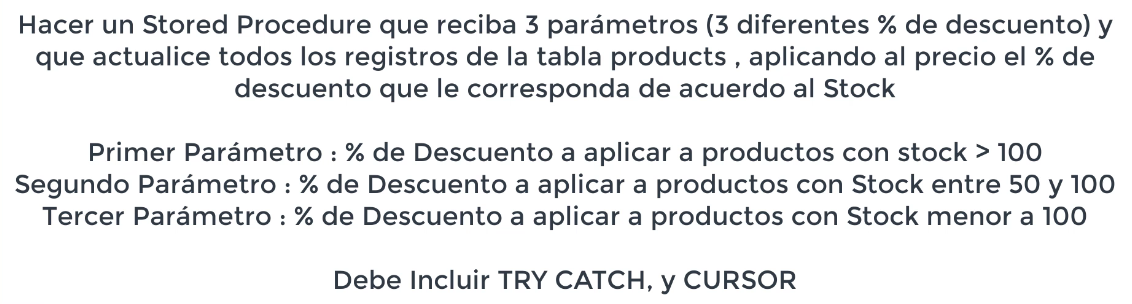 Hacer un Stored Procedure que reciba 3 parámetros (3 diferentes % de descuento) y
que actualice todos los registros de la tabla products , aplicando al precio el % de
descuento que le corresponda de acuerdo al Stock
Primer Parámetro : % de Descuento a aplicar a productos con stock > 100
Segundo Parámetro : % de Descuento a aplicar a productos con Stock entre 50 y 100
Tercer Parámetro : % de Descuento a aplicar a productos con Stock menor a 100
Debe Incluir TRY CATCH, y CURSOR